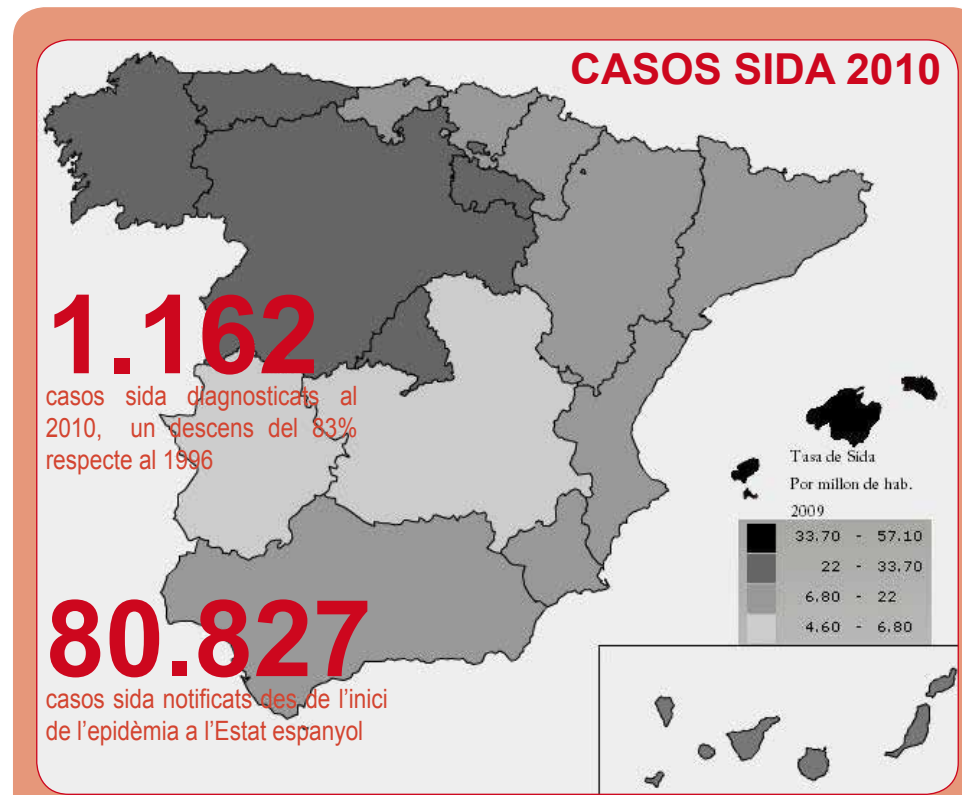 CASOS SIDA 2010
1.162
casos sida diagnosticats al
2010, un descens del 83%
respecte al 1996
Tasa de Sida
Por millon de hab.
2009
33.70 - 57.10
22 - 33.70
6.80 - 22
4.60 - 6.80
80.827
casos sida notificats des de l’inici
de l’epidèmia a l’Estat espanyol